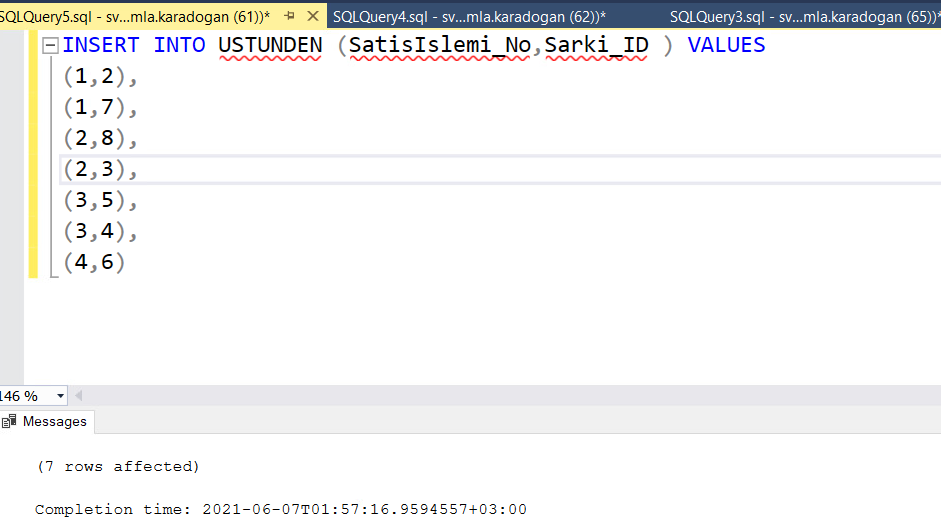 SQLQuery5.sql - sv...mla.karadogan (61))* SQLQuery4.sql - sv...mla.karadogan (62))* SQLQuery3.sql - sv...mla.karadogan (65))*
INSERT INTO USTUNDEN (SatisIslemi_No,Sarki_ID ) VALUES
(1,2),
(1,7),
(2,8),
(2,3),
(3,5),
(3,4),
(4,6)
146 %
Messages
(7 rows affected)
Completion time: 2021-06-07T01:57:16.9594557+03:00